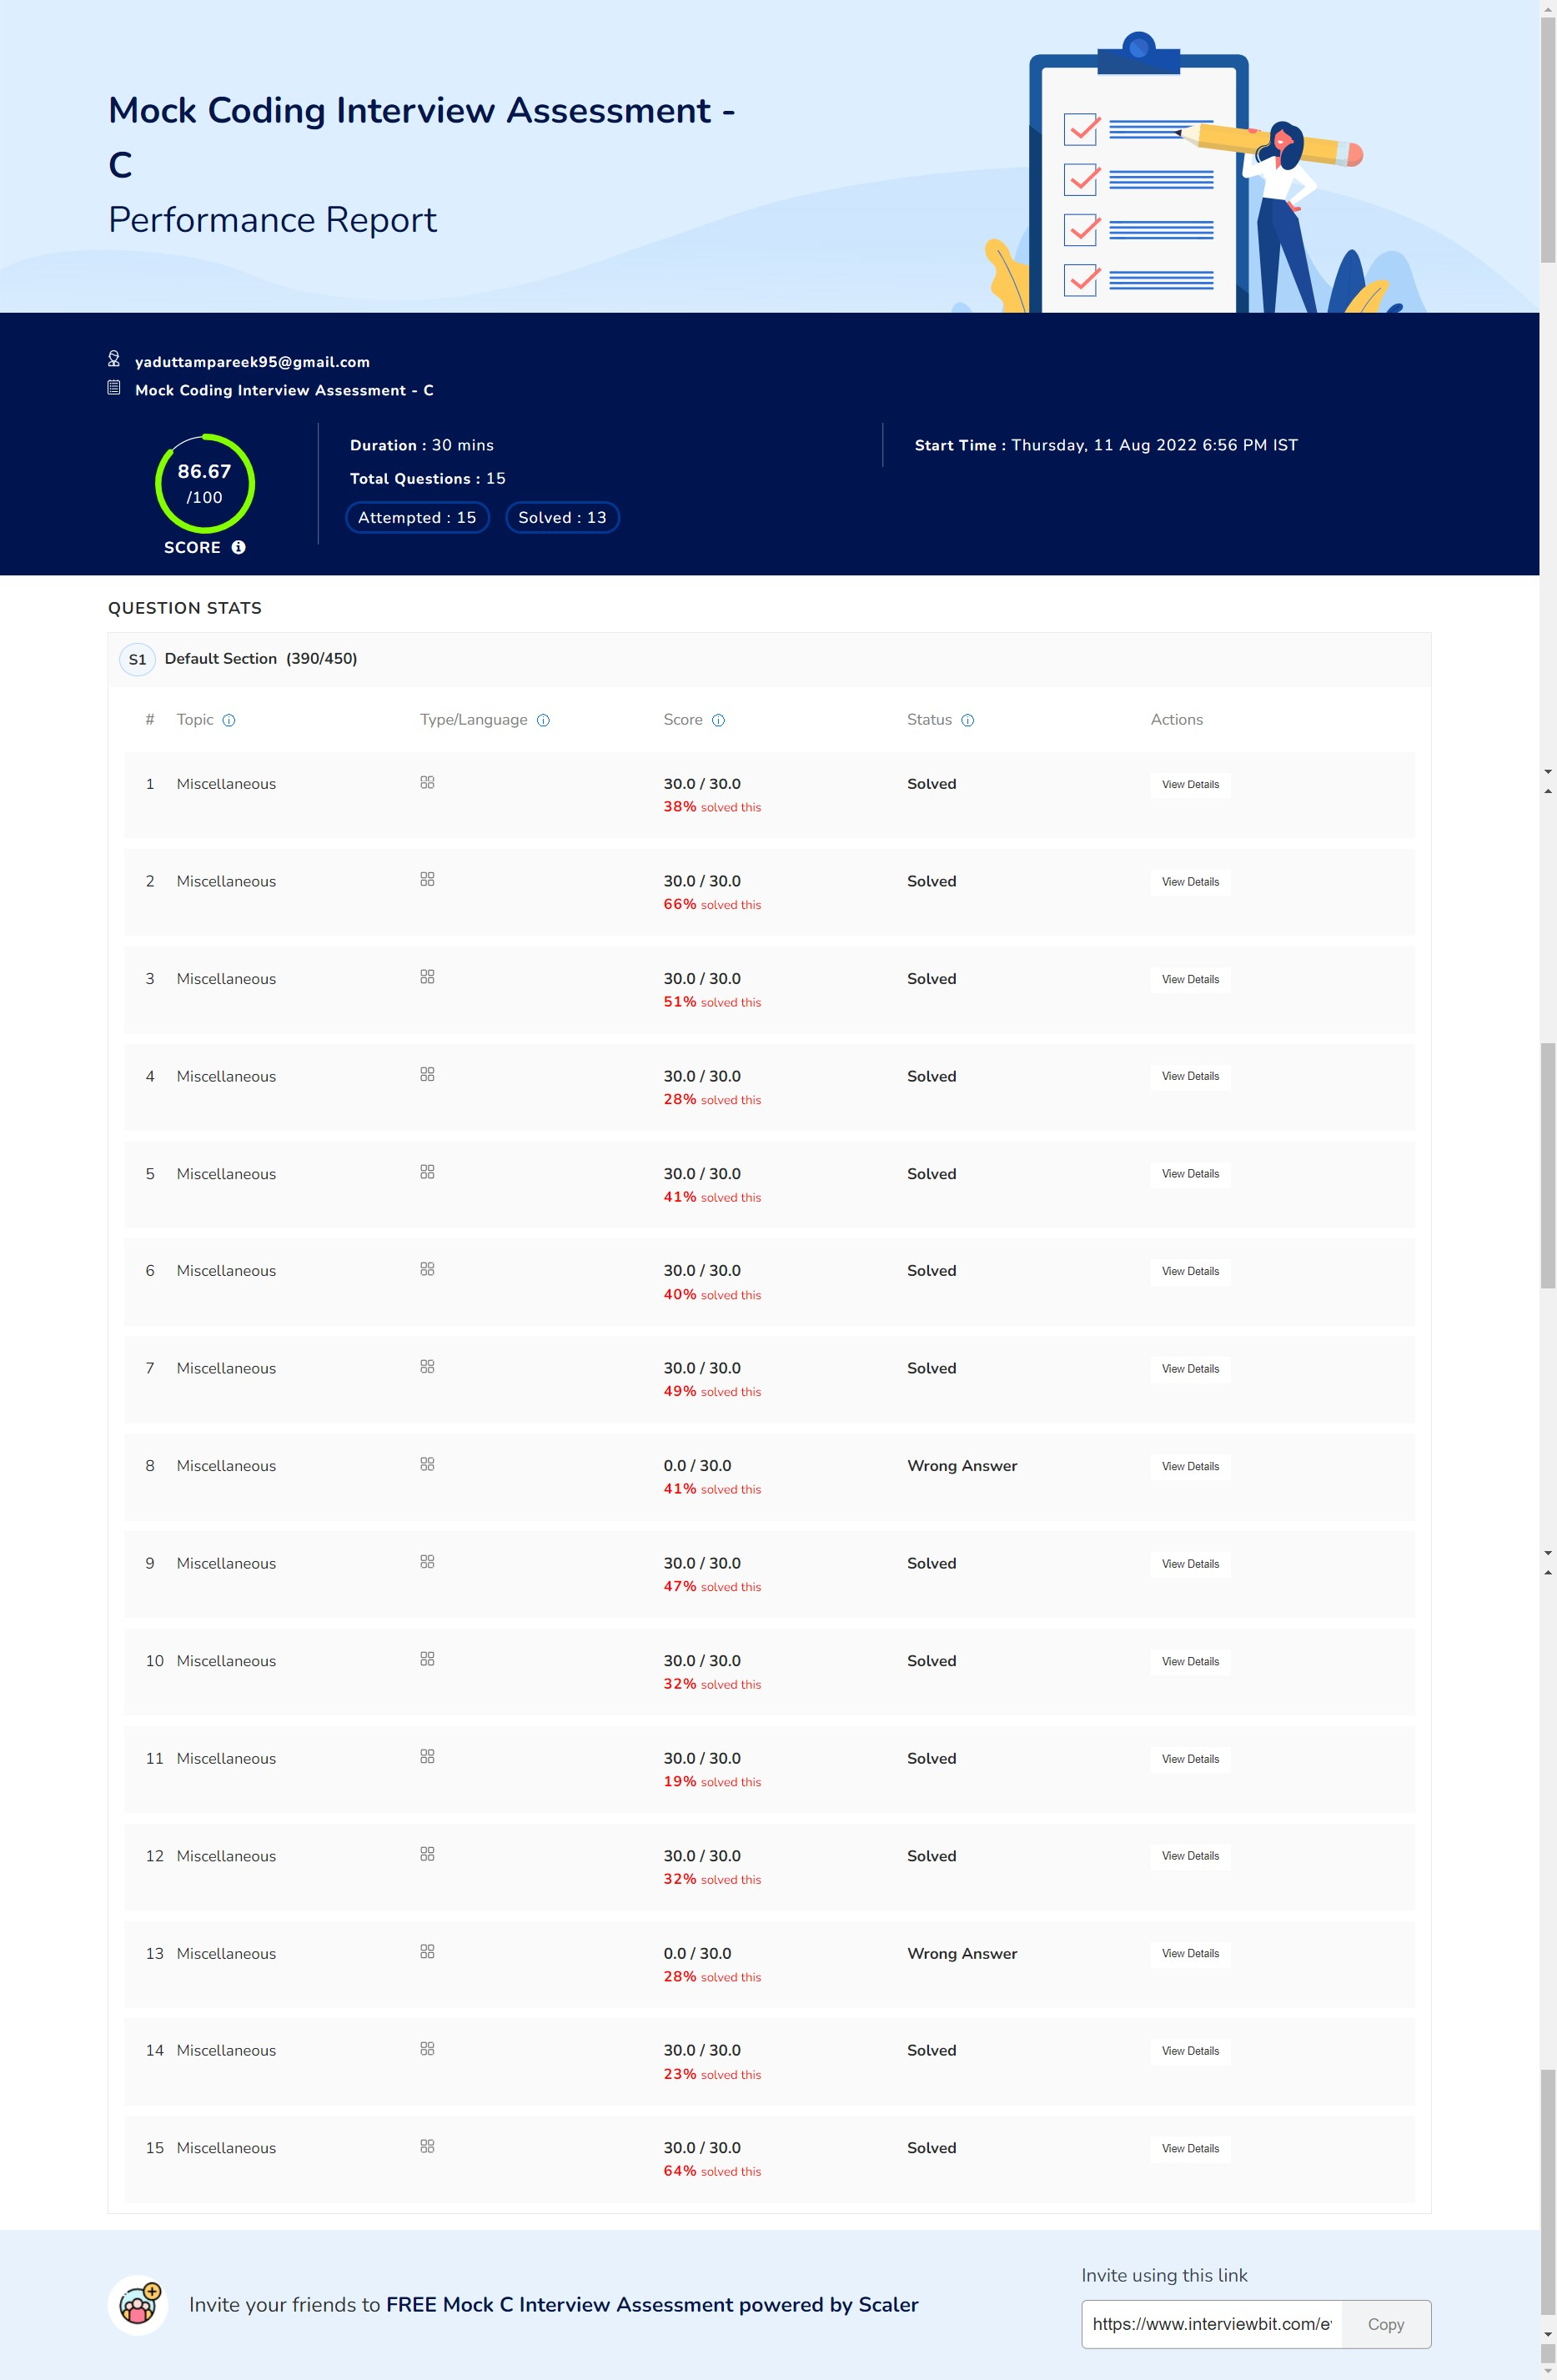 Mock Coding Interview Assessment -
C
Performance Report
yaduttampareek95@gmail.com
Mock Coding Interview Assessment - C
86.67
/100
SCORE
Duration : 30 mins
Total Questions : 15
Attempted : 15 Solved : 13
Start Time : Thursday, 11 Aug 2022 6:56 PM IST
QUESTION STATS
S1 Default Section (390/450)
# Topic Type/Language Score Status Actions
1 Miscellaneous 30.0 / 30.0 Solved View Details
38% solved this
2 Miscellaneous 30.0 / 30.0 Solved View Details
66% solved this
3 Miscellaneous 30.0 / 30.0 Solved View Details
51% solved this
4 Miscellaneous 30.0 / 30.0 Solved View Details
28% solved this
5 Miscellaneous 30.0 / 30.0 Solved View Details
41% solved this
6 Miscellaneous 30.0 / 30.0 Solved View Details
40% solved this
7 Miscellaneous 30.0 / 30.0 Solved View Details
49% solved this
8 Miscellaneous 0.0 / 30.0 Wrong Answer View Details
41% solved this
9 Miscellaneous 30.0 / 30.0 Solved View Details
47% solved this
10 Miscellaneous 30.0 / 30.0 Solved View Details
32% solved this
11 Miscellaneous 30.0 / 30.0 Solved View Details
19% solved this
12 Miscellaneous 30.0 / 30.0 Solved View Details
32% solved this
13 Miscellaneous 0.0 / 30.0 Wrong Answer View Details
28% solved this
14 Miscellaneous 30.0 / 30.0 Solved View Details
23% solved this
15 Miscellaneous 30.0 / 30.0 Solved View Details
64% solved this
Invite your friends to FREE Mock C Interview Assessment powered by Scaler
Invite using this link
https://www.interviewbit.com/e Copy